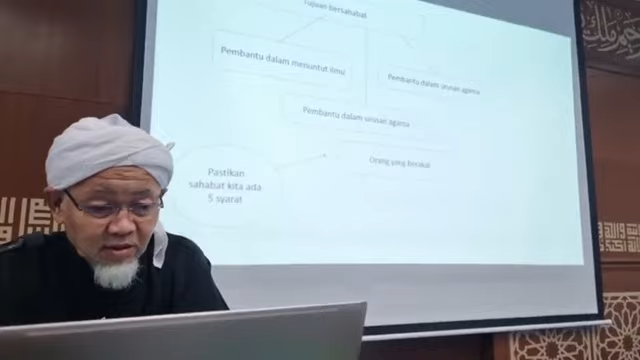 Tujuan bersahabat
Pembantu dalam menuntut ilmu
Pembantu dalam urusan agama
Pembantu dalam urusan agama
Orang yang berakal
Pastikan
sahabat kita ada
5 syarat